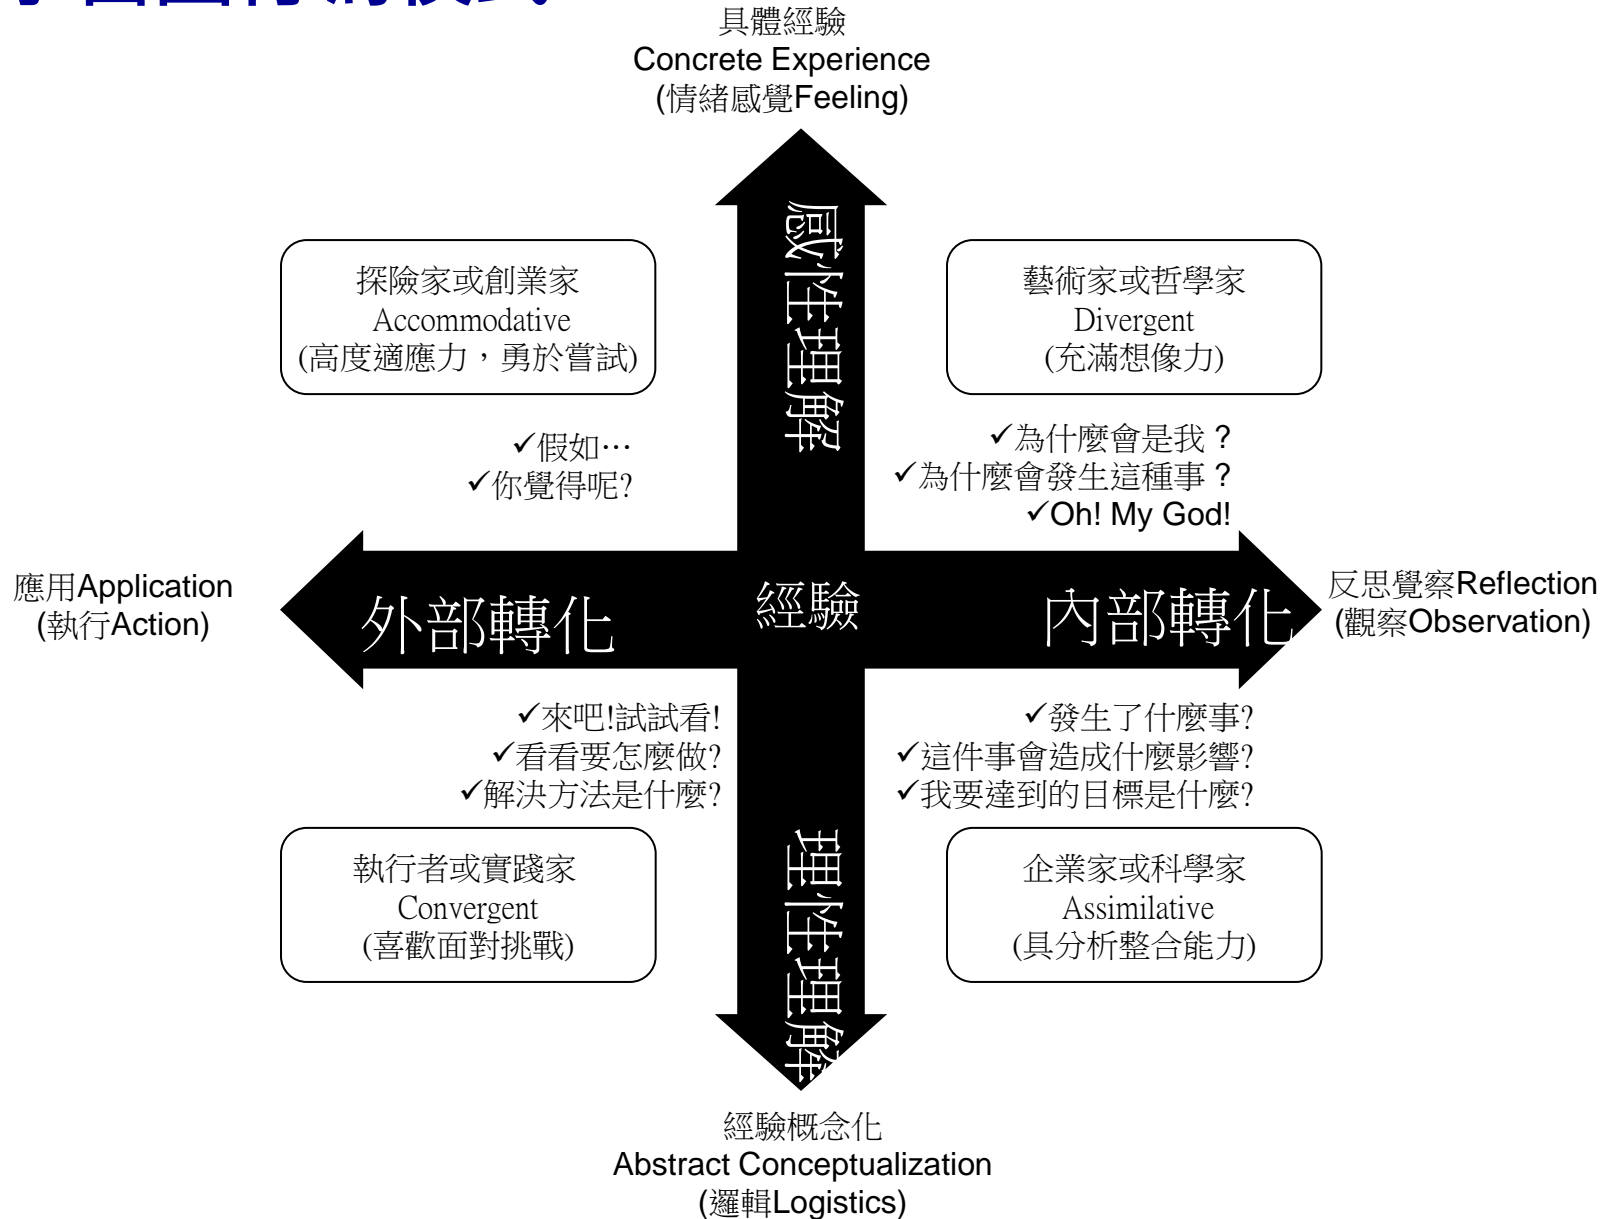 具體經驗
Concrete Experience
(情緒感覺Feeling)
感性理解
探險家或創業家
Accommodative
(高度適應力，勇於嘗試)
藝術家或哲學家
Divergent
(充滿想像力)
✓假如…
✓你覺得呢?
✓為什麼會是我？
✓為什麼會發生這種事？
✓Oh! My God!
應用Application
(執行Action)
外部轉化
經驗
內部轉化
反思覺察Reflection
(觀察Observation)
✓來吧!試試看!
✓看看要怎麼做?
✓解決方法是什麼?
✓發生了什麼事?
✓這件事會造成什麼影響?
✓我要達到的目標是什麼?
執行者或實踐家
Convergent
(喜歡面對挑戰)
理性理解
企業家或科學家
Assimilative
(具分析整合能力)
經驗概念化
Abstract Conceptualization
(邏輯Logistics)